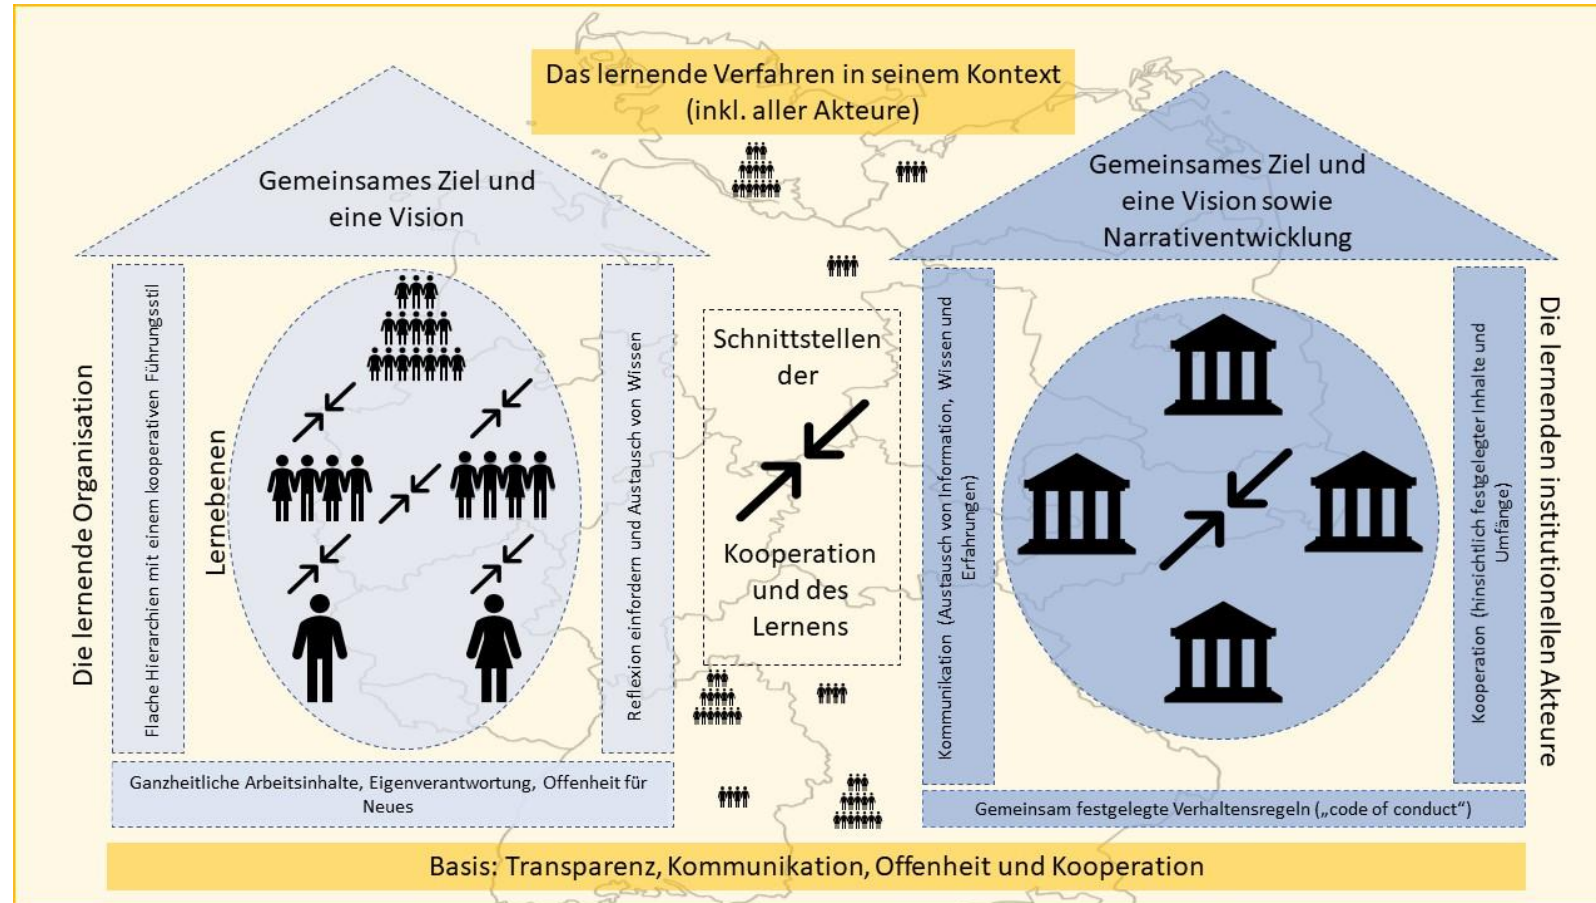 Das lernende Verfahren in seinem Kontext
(inkl. aller Akteure)
Gemeinsames Ziel und
eine Vision
Die lernende Organisation
Flache Hierarchien mit einem kooperativen Führungsstil
Lernebenen
Reflexion einfordern und Austausch von Wissen
Ganzheitliche Arbeitsinhalte, Eigenverantwortung, Offenheit für
Neues
Schnittstellen
der
Kooperation
und des
Lernens
Gemeinsames Ziel und
eine Vision sowie
Narrativentwicklung
Kommunikation (Austausch von Information, Wissen und
Erfahrungen)
Kooperation (hinsichtlich festgelegter Inhalte und
Umfänge)
Die lernenden institutionellen Akteure
Gemeinsam festgelegte Verhaltensregeln („code of conduct“)
Basis: Transparenz, Kommunikation, Offenheit und Kooperation